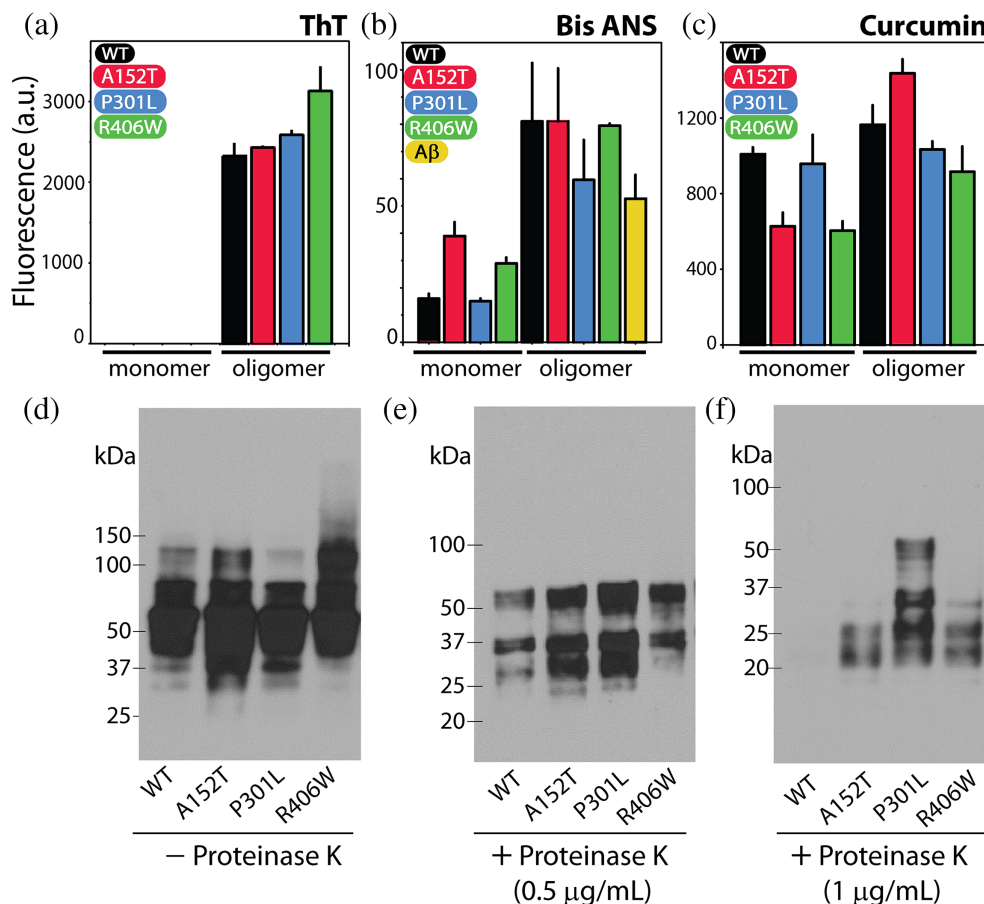 (a)
ThT
Fluorescence (a.u.)
WT
A152T
P301L
R406W
3000
2000
1000
0
monomer
oligomer
(b)
Bis ANS
WT
A152T
P301L
R406W
Aβ
100
50
0
monomer
oligomer
(c)
Curcumin
WT
A152T
P301L
R406W
1200
800
400
0
monomer
oligomer
(d)
kDa
150
100
50
37
25
WT
A152T
P301L
R406W
− Proteinase K
(e)
kDa
100
50
37
25
20
WT
A152T
P301L
R406W
+ Proteinase K
(0.5 μg/mL)
(f)
kDa
100
50
37
25
20
WT
A152T
P301L
R406W
+ Proteinase K
(1 μg/mL)